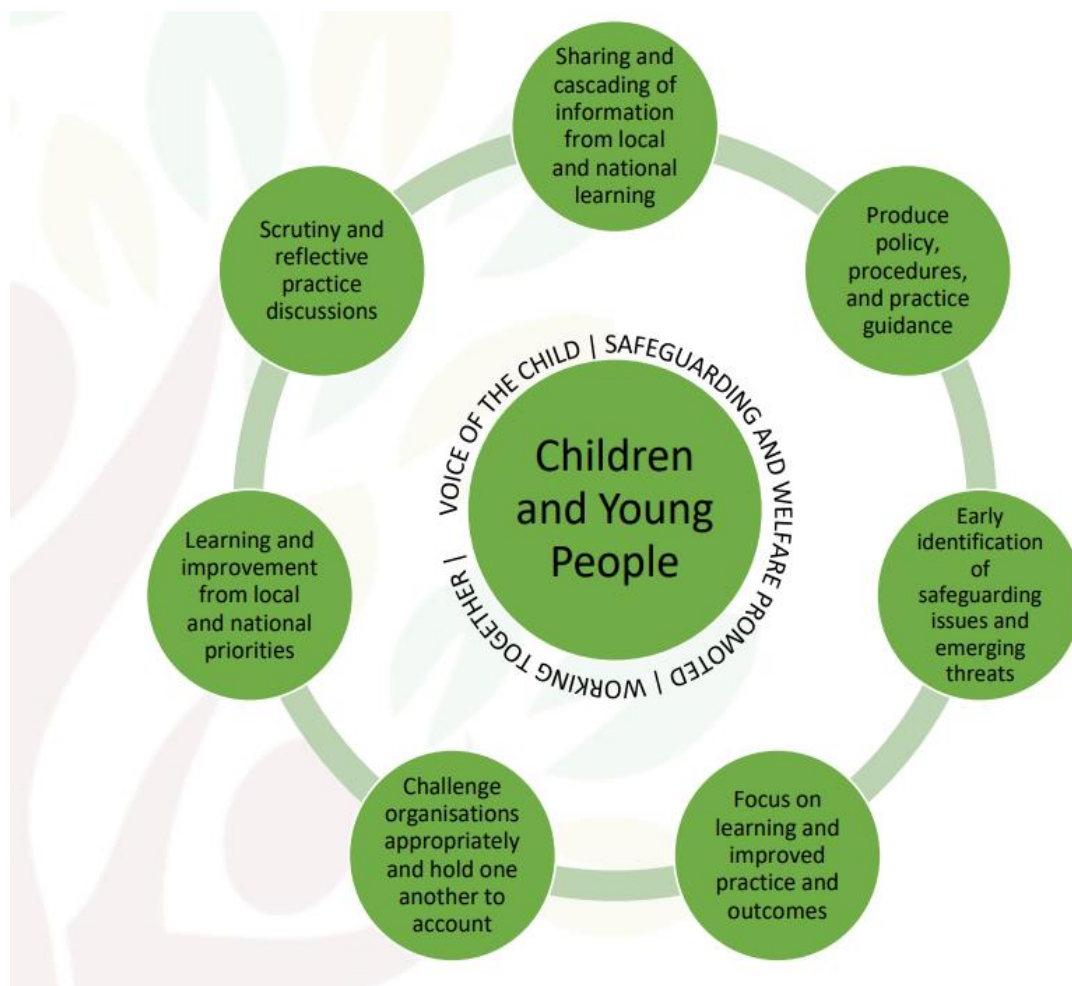 Sharing and
cascading of
information
from local
and national
learning
Produce
policy,
procedures,
and practice
guidance
Early
identification
of
safeguarding
issues and
emerging
threats
Focus on
learning and
improved
practice and
outcomes
Challenge
organisations
appropriately
and hold one
another to
account
Learning and
improvement
from local
and national
priorities
Scrutiny and
reflective
practice
discussions
VOICE OF THE CHILD | SAFEGUARDING AND WELFARE PROMOTED | WORKING TOGETHER |
Children
and Young
People